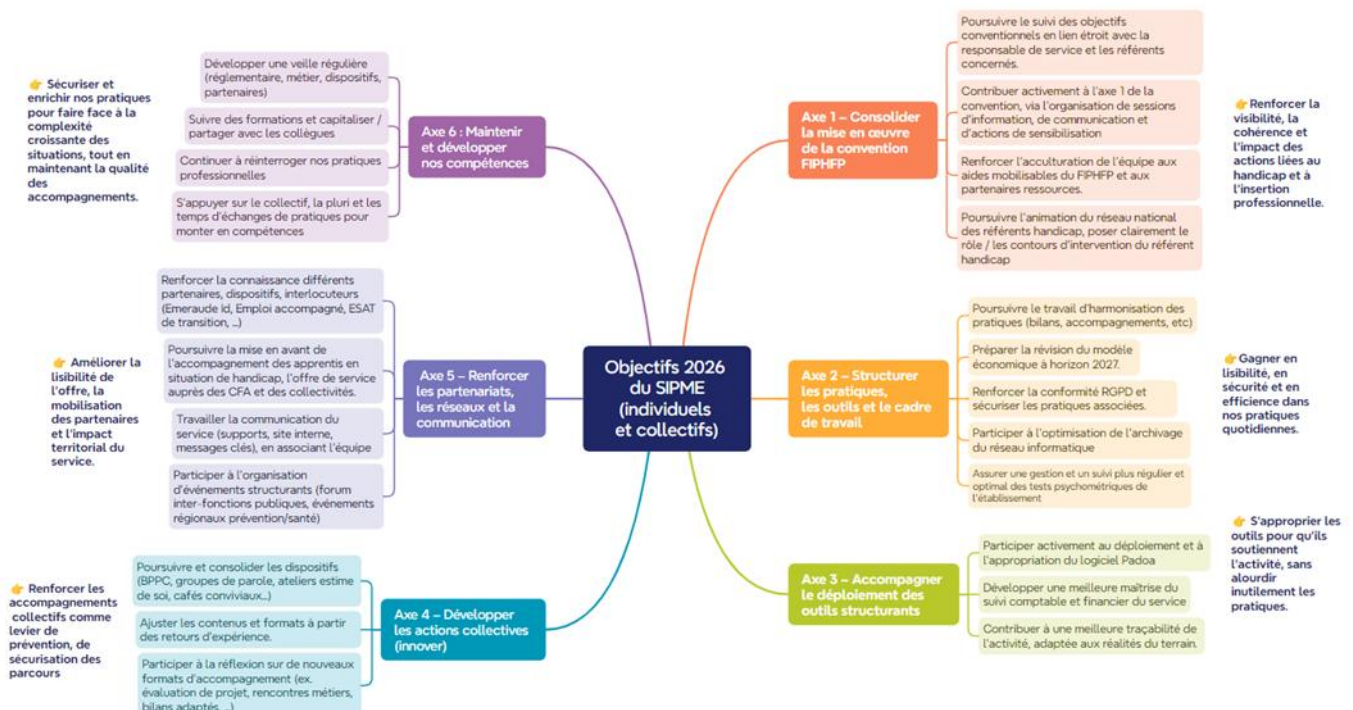 Objectifs 2026
du SIPME
(individuels
et collectifs)
Axe 1 – Consolider
la mise en œuvre
de la convention
FIPHFP
Poursuivre le suivi des objectifs
conventionnels en lien étroit avec la
responsable de service et les référents
concernés.
Contribuer activement à l'axe 1 de la
convention, via l'organisation de sessions
d'information, de communication et
d'actions de sensibilisation
Renforcer l'acculturation de l'équipe aux
aides mobilisables du FIPHFP et aux
partenaires ressources.
Poursuivre l'animation du réseau national
des référents handicap, poser clairement le
rôle / les contours d'intervention du référent
handicap
👉Renforcer la
visibilité, la
cohérence et
l'impact des
actions liées au
handicap et à
l'insertion
professionnelle.
Axe 2 – Structurer
les pratiques,
les outils et le cadre
de travail
Poursuivre le travail d'harmonisation des
pratiques (bilans, accompagnements, etc)
Préparer la révision du modèle
économique à horizon 2027.
Renforcer la conformité RGPD et
sécuriser les pratiques associées.
Participer à l'optimisation de l'archivage
du réseau informatique
Assurer une gestion et un suivi plus régulier et
optimal des tests psychométriques de
l'établissement
👉 Gagner en
lisibilité, en
sécurité et en
efficience dans
nos pratiques
quotidiennes.
Axe 3 – Accompagner
le déploiement des
outils structurants
Participer activement au déploiement et à
l'appropriation du logiciel Padoa
Développer une meilleure maîtrise du
suivi comptable et financier du service
Contribuer à une meilleure traçabilité de
l'activité, adaptée aux réalités du terrain.
👉 S'approprier les
outils pour qu'ils
soutiennent
l'activité, sans
alourdir
inutilement les
pratiques.
Axe 4 – Développer
les actions collectives
(innover)
Poursuivre et consolider les dispositifs
(BPPC, groupes de parole, ateliers estime
de soi, cafés conviviaux...)
Ajuster les contenus et formats à partir
des retours d'expérience.
Participer à la réflexion sur de nouveaux
formats d'accompagnement (ex.
évaluation de projet, rencontres métiers,
bilans adaptés, ...)
👉 Renforcer les
accompagnements
collectifs comme
levier de
prévention, de
sécurisation des
parcours
Axe 5 – Renforcer
les partenariats,
les réseaux et la
communication
Renforcer la connaissance différents
partenaires, dispositifs, interlocuteurs
(Emeraude id, Emploi accompagné, ESAT
de transition, ...)
Poursuivre la mise en avant de
l'accompagnement des apprentis en
situation de handicap, l'offre de service
auprès des CFA et des collectivités.
Travailler la communication du
service (supports, site interne,
messages clés), en associant l'équipe
Participer à l'organisation
d'événements structurants (forum
inter-fonctions publiques, événements
régionaux prévention/santé)
👉 Améliorer la
lisibilité de
l'offre, la
mobilisation
des partenaires
et l'impact
territorial du
service.
Axe 6 : Maintenir
et développer
nos compétences
Développer une veille régulière
(réglementaire, métier, dispositifs,
partenaires)
Suivre des formations et capitaliser /
partager avec les collègues
Continuer à réinterroger nos pratiques
professionnelles
S'appuyer sur le collectif, la pluri et les
temps d'échanges de pratiques pour
monter en compétences
👉 Sécuriser et
enrichir nos pratiques
pour faire face à la
complexité
croissante des
situations, tout en
maintenant la qualité
des
accompagnements.